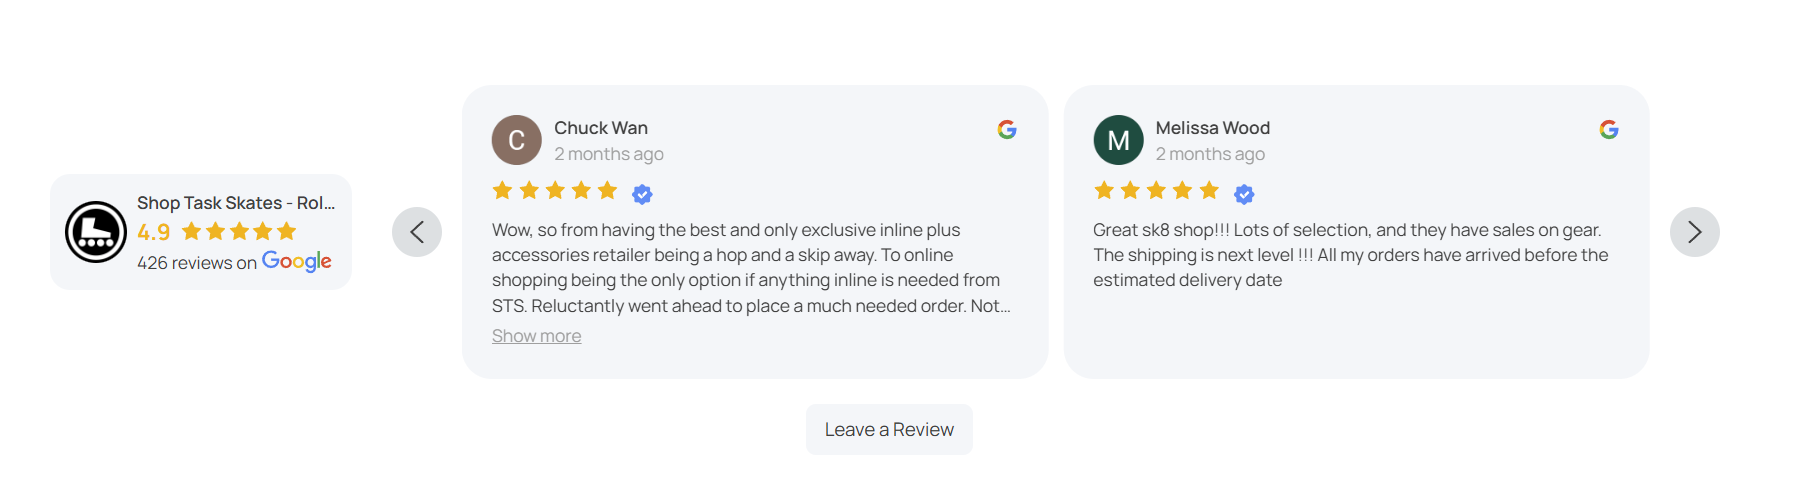 Shop Task Skates - Rol...
4.9
426 reviews on Google
C
Chuck Wan
2 months ago
Wow, so from having the best and only exclusive inline plus
accessories retailer being a hop and a skip away. To online
shopping being the only option if anything inline is needed from
STS. Reluctantly went ahead to place a much needed order. Not...
Show more
M
Melissa Wood
2 months ago
Great sk8 shop!!! Lots of selection, and they have sales on gear.
The shipping is next level !!! All my orders have arrived before the
estimated delivery date
Leave a Review